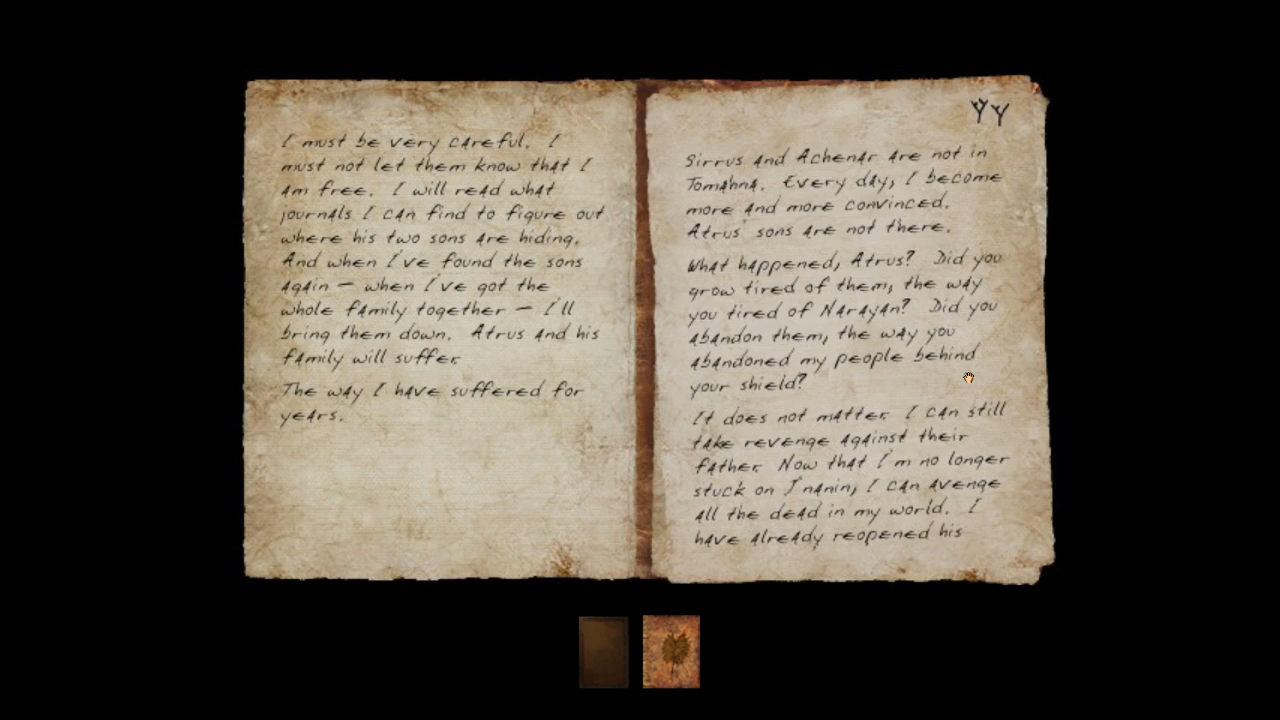 I must be very careful. I
must not let them know that I
am free. I will read what
journals I can find to figure out
where his two sons are hiding.
And when I've found the sons
again — when I've got the
whole family together — I'll
bring them down. Atrus and his
family will suffer.
The way I have suffered for
years.
Sirrus and Achenar are not in
Tomahna. Every day, I become
more and more convinced.
Atrus' sons are not there.
What happened, Atrus? Did you
grow tired of them, the way
you tired of Narayan? Did you
abandon them, the way you
abandoned my people behind
your shield?
It does not matter. I can still
take revenge against their
father. Now that I'm no longer
stuck on J'nanin, I can avenge
all the dead in my world. I
have already reopened his